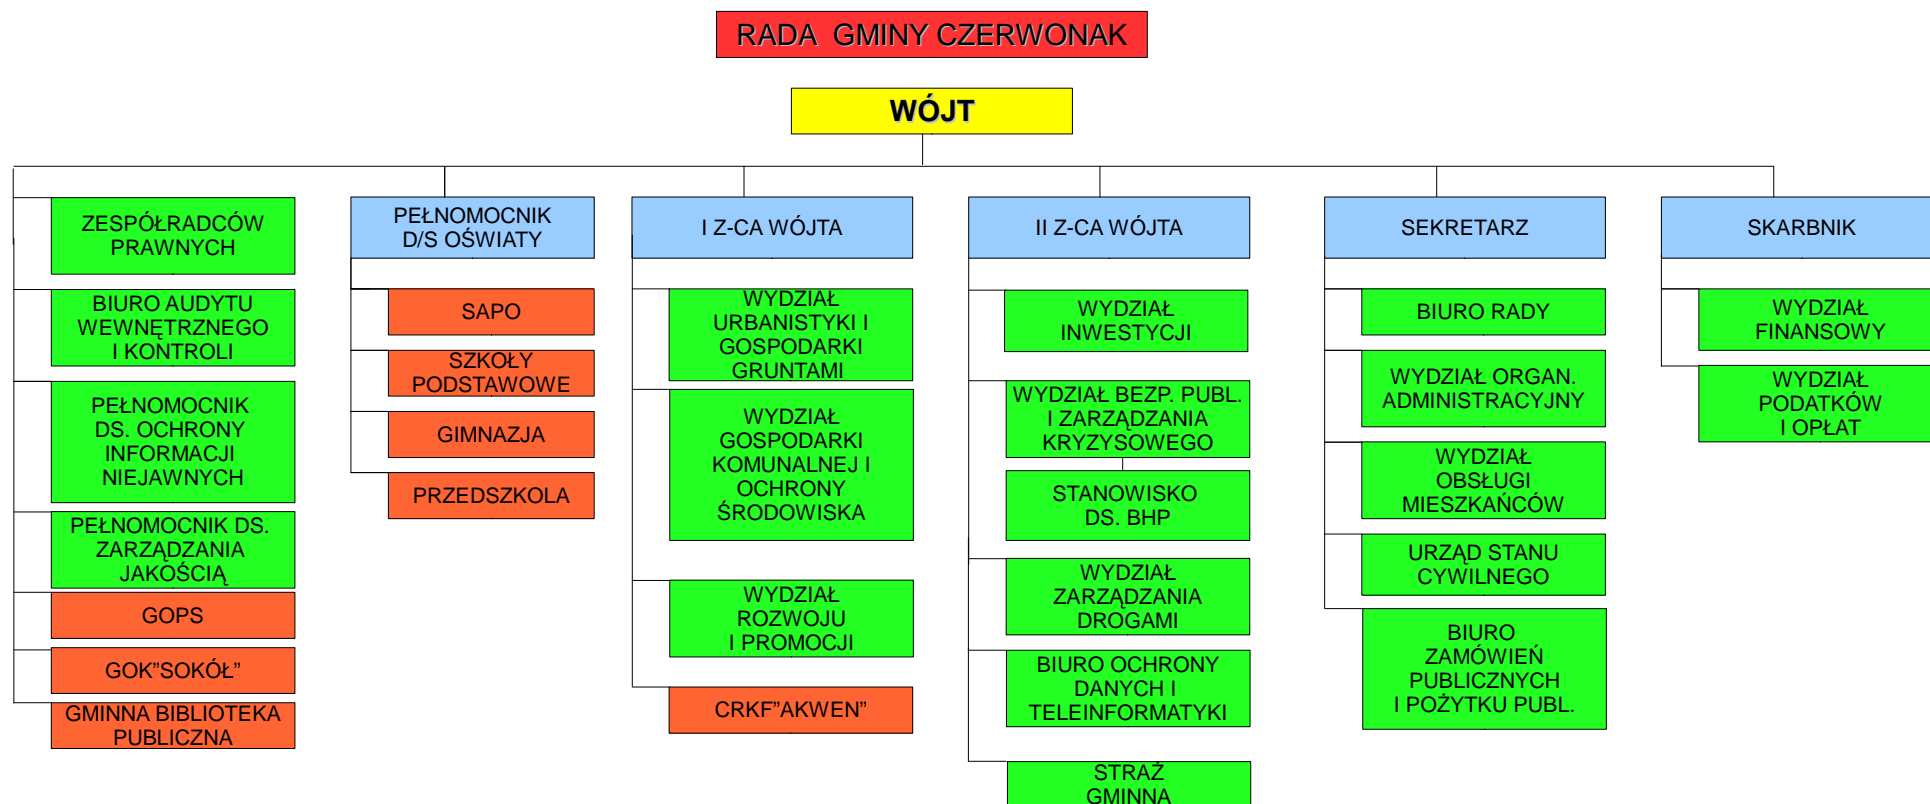 RADA  GMINY CZERWONAK
WÓJT
ZESPÓŁRADCÓW
PRAWNYCH
BIURO AUDYTU
WEWNĘTRZNEGO
I KONTROLI
PEŁNOMOCNIK
DS. OCHRONY
INFORMACJI
NIEJAWNYCH
PEŁNOMOCNIK DS.
ZARZĄDZANIA
JAKOŚCIĄ
GOPS
GOK”SOKÓŁ”
GMINNA BIBLIOTEKA
PUBLICZNA
PEŁNOMOCNIK
D/S OŚWIATY
SAPO
SZKOŁY
PODSTAWOWE
GIMNAZJA
PRZEDSZKOLA
I Z-CA WÓJTA
WYDZIAŁ
URBANISTYKI I
GOSPODARKI
GRUNTAMI
WYDZIAŁ
GOSPODARKI
KOMUNALNEJ I
OCHRONY
ŚRODOWISKA
WYDZIAŁ
ROZWOJU
I PROMOCJI
CRKF”AKWEN”
II Z-CA WÓJTA
WYDZIAŁ
INWESTYCJI
WYDZIAŁ BEZP. PUBL.
I ZARZĄDZANIA
KRYZYSOWEGO
STANOWISKO
DS. BHP
WYDZIAŁ
ZARZĄDZANIA
DROGAMI
BIURO OCHRONY
DANYCH I
TELEINFORMATYKI
STRAŻ
GMINNA
SEKRETARZ
BIURO RADY
WYDZIAŁ ORGAN.
ADMINISTRACYJNY
WYDZIAŁ
OBSŁUGI
MIESZKAŃCÓW
URZĄD STANU
CYWILNEGO
BIURO
ZAMÓWIEŃ
PUBLICZNYCH
I POŻYTKU PUBL.
SKARBNIK
WYDZIAŁ
FINANSOWY
WYDZIAŁ
PODATKÓW
I OPŁAT